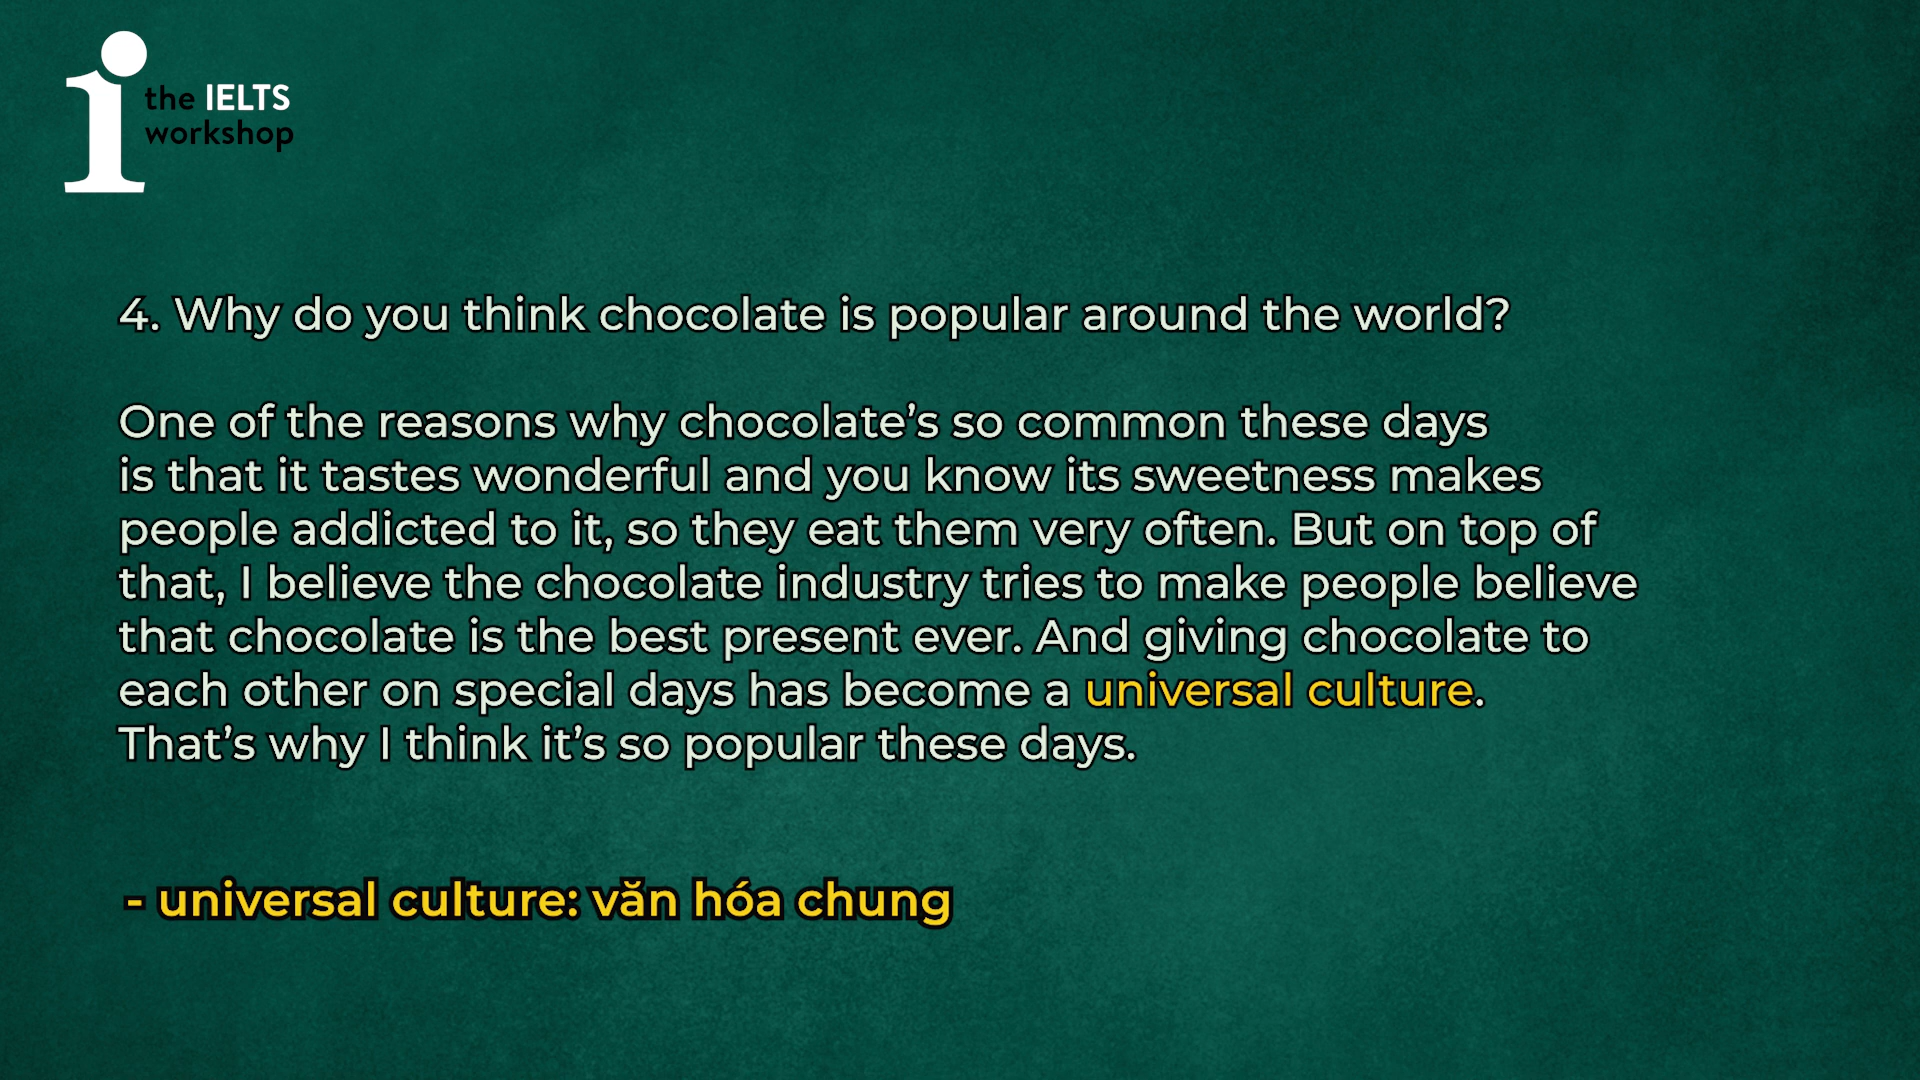 the IELTS
workshop
4. Why do you think chocolate is popular around the world?
One of the reasons why chocolate’s so common these days
is that it tastes wonderful and you know its sweetness makes
people addicted to it, so they eat them very often. But on top of
that, I believe the chocolate industry tries to make people believe
that chocolate is the best present ever. And giving chocolate to
each other on special days has become a universal culture.
That’s why I think it’s so popular these days.
- universal culture: văn hóa chung